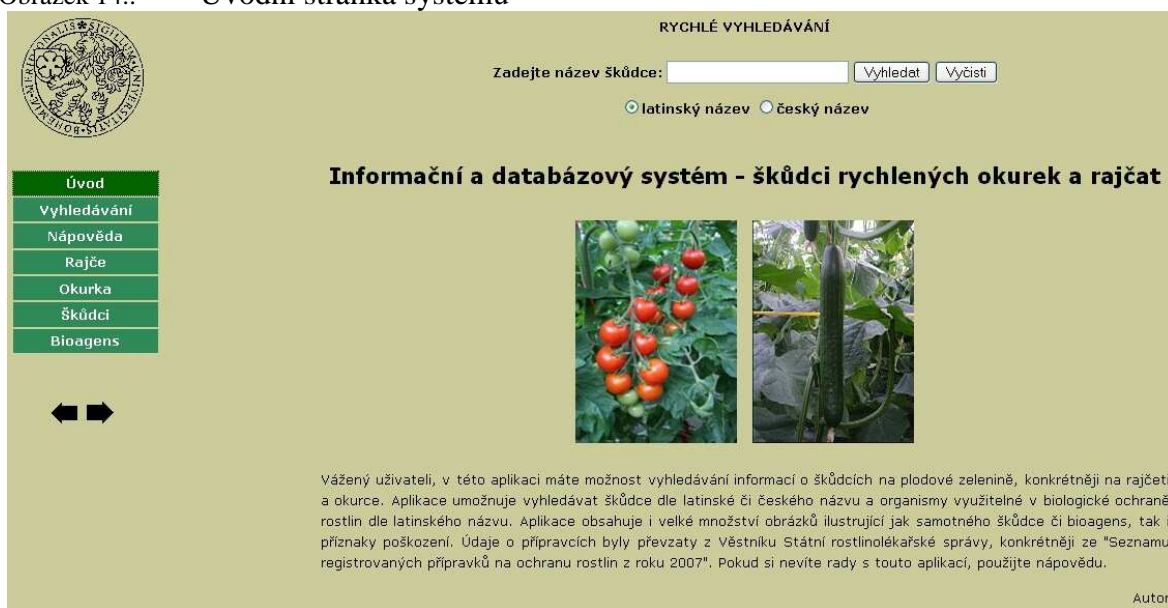 Obrázek 14.: Úvodní stránka systému
RYCHLÉ VYHLEDÁVÁNÍ
Zadejte název škůdce: Vyhledat Vyčisti
latinský název český název
Informační a databázový systém - škůdci rychlených okurek a rajčat
Úvod
Vyhledávání
Nápověda
Rajče
Okurka
Škůdci
Bioagens
Vážený uživateli, v této aplikaci máte možnost vyhledávání informací o škůdcích na plodové zelenině, konkrétněji na rajčeti
a okurce. Aplikace umožnuje vyhledávat škůdce dle latinské či českého názvu a organismy využitelné v biologické ochraně
rostlin dle latinského názvu. Aplikace obsahuje i velké množství obrázků ilustrující jak samotného škůdce či bioagens, tak i
příznaky poškození. Údaje o přípravcích byly převzaty z Věstníku Státní rostlinolékařské správy, konkrétněji ze "Seznamu
registrovaných přípravků na ochranu rostlin z roku 2007". Pokud si nevíte rady s touto aplikací, použijte nápovědu.
Autor